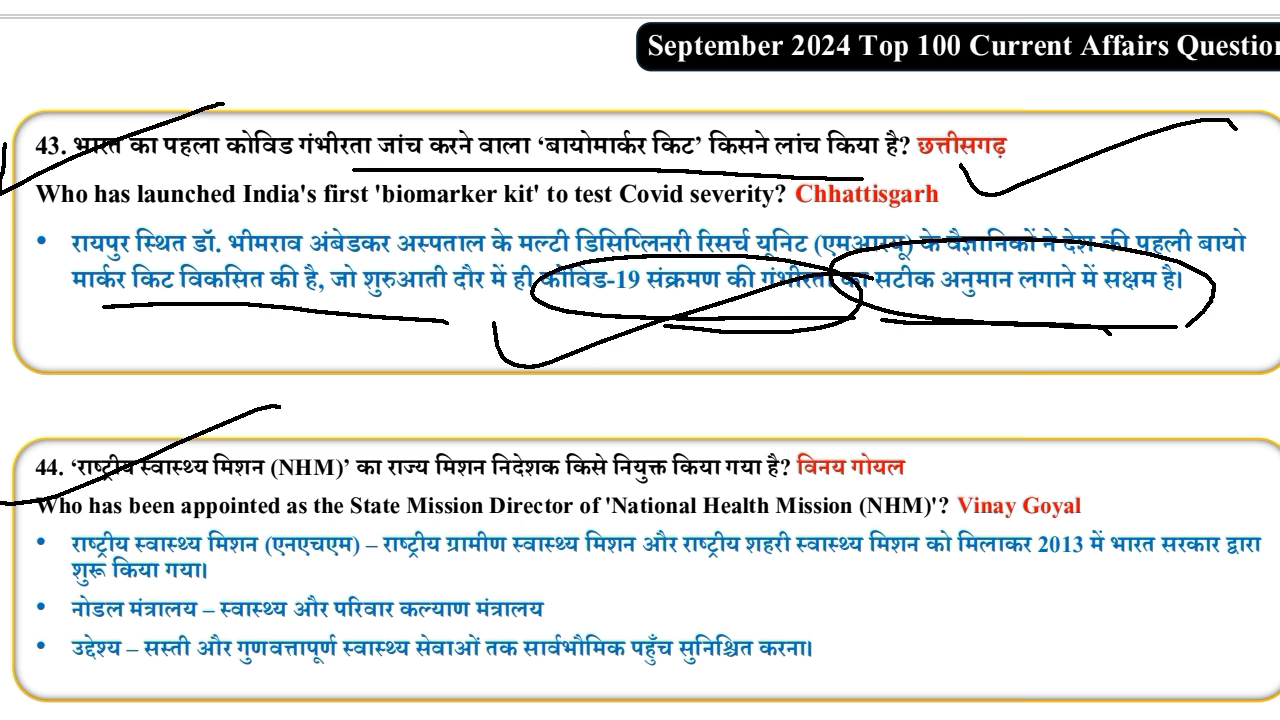 September 2024 Top 100 Current Affairs Question
43. भारत का पहला कोविड गंभीरता जांच करने वाला ‘बायोमार्कर किट’ किसने लांच किया है? छत्तीसगढ़
Who has launched India's first 'biomarker kit' to test Covid severity? Chhattisgarh
• रायपुर स्थित डॉ. भीमराव अंबेडकर अस्पताल के मल्टी डिसिप्लिनरी रिसर्च यूनिट (एमआरयू) के वैज्ञानिकों ने देश की पहली बायो
मार्कर किट विकसित की है, जो शुरुआती दौर में ही कोविड-19 संक्रमण की गंभीरता का सटीक अनुमान लगाने में सक्षम है।
44. ‘राष्ट्रीय स्वास्थ्य मिशन (NHM)’ का राज्य मिशन निदेशक किसे नियुक्त किया गया है? विनय गोयल
Who has been appointed as the State Mission Director of 'National Health Mission (NHM)'? Vinay Goyal
• राष्ट्रीय स्वास्थ्य मिशन (एनएचएम) – राष्ट्रीय ग्रामीण स्वास्थ्य मिशन और राष्ट्रीय शहरी स्वास्थ्य मिशन को मिलाकर 2013 में भारत सरकार द्वारा
शुरू किया गया।
• नोडल मंत्रालय – स्वास्थ्य और परिवार कल्याण मंत्रालय
• उद्देश्य – सस्ती और गुणवत्तापूर्ण स्वास्थ्य सेवाओं तक सार्वभौमिक पहुँच सुनिश्चित करना।